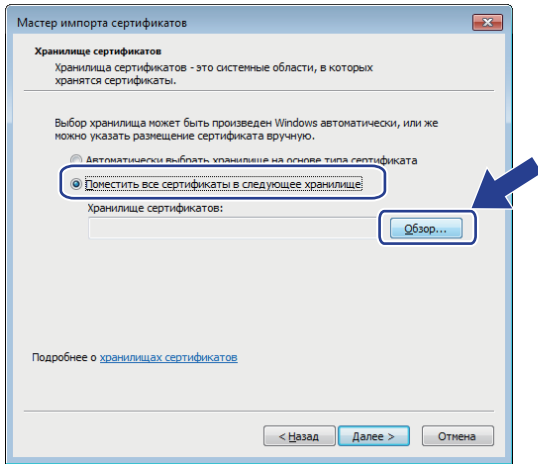 Мастер импорта сертификатов
Хранилище сертификатов
Хранилища сертификатов - это системные области, в которых
хранятся сертификаты.
Выбор хранилища может быть произведен Windows автоматически, или же
можно указать размещение сертификата вручную.
Автоматически выбрать хранилище на основе типа сертификата
Поместить все сертификаты в следующее хранилище
Хранилище сертификатов:
Обзор...
Подробнее о хранилищах сертификатов
< Назад Далее > Отмена